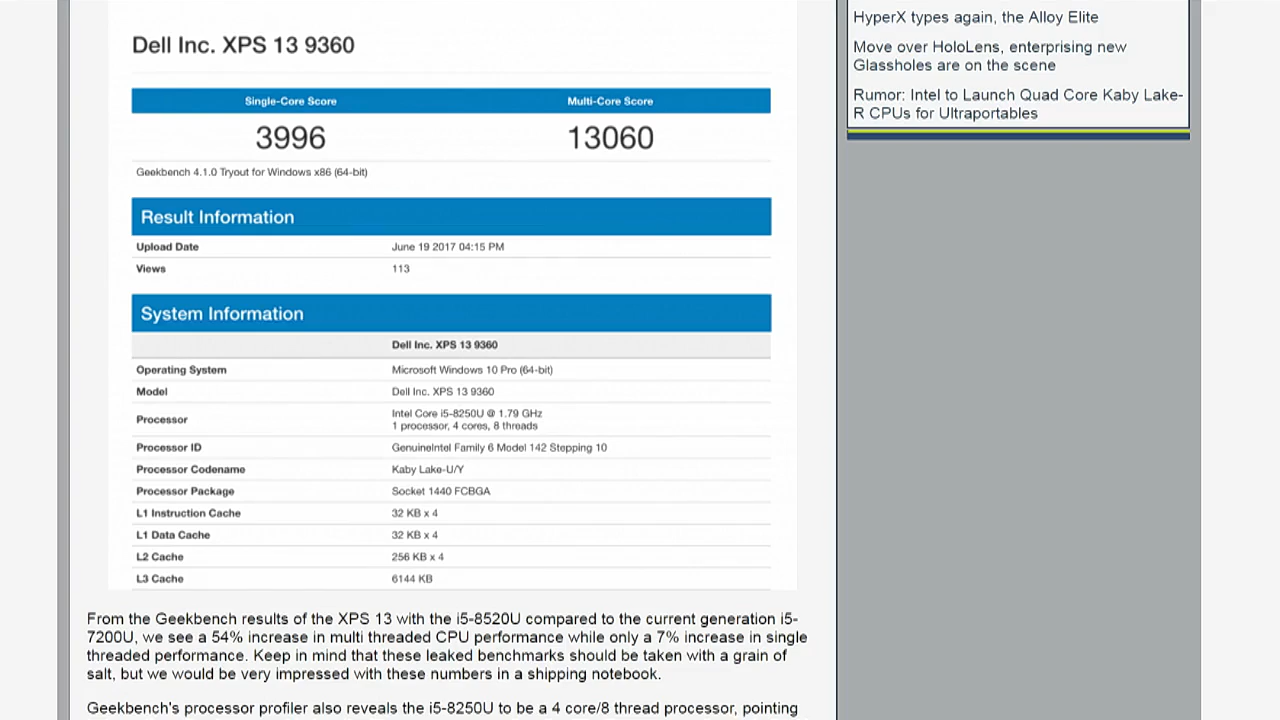 Dell Inc. XPS 13 9360
Single-Core Score Multi-Core Score
3996 13060
Geekbench 4.1.0 Tryout for Windows x86 (64-bit)
Result Information
Upload Date June 19 2017 04:15 PM
Views 113
System Information
Dell Inc. XPS 13 9360
Operating System Microsoft Windows 10 Pro (64-bit)
Model Dell Inc. XPS 13 9360
Processor Intel Core i5-8250U @ 1.79 GHz
1 processor, 4 cores, 8 threads
Processor ID GenuineIntel Family 6 Model 142 Stepping 10
Processor Codename Kaby Lake-U/Y
Processor Package Socket 1440 FCBGA
L1 Instruction Cache 32 KB x 4
L1 Data Cache 32 KB x 4
L2 Cache 256 KB x 4
L3 Cache 6144 KB
From the Geekbench results of the XPS 13 with the i5-8520U compared to the current generation i5-
7200U, we see a 54% increase in multi threaded CPU performance while only a 7% increase in single
threaded performance. Keep in mind that these leaked benchmarks should be taken with a grain of
salt, but we would be very impressed with these numbers in a shipping notebook.
Geekbench's processor profiler also reveals the i5-8250U to be a 4 core/8 thread processor, pointing
HyperX types again, the Alloy Elite
Move over HoloLens, enterprising new
Glassholes are on the scene
Rumor: Intel to Launch Quad Core Kaby Lake-
R CPUs for Ultraportables